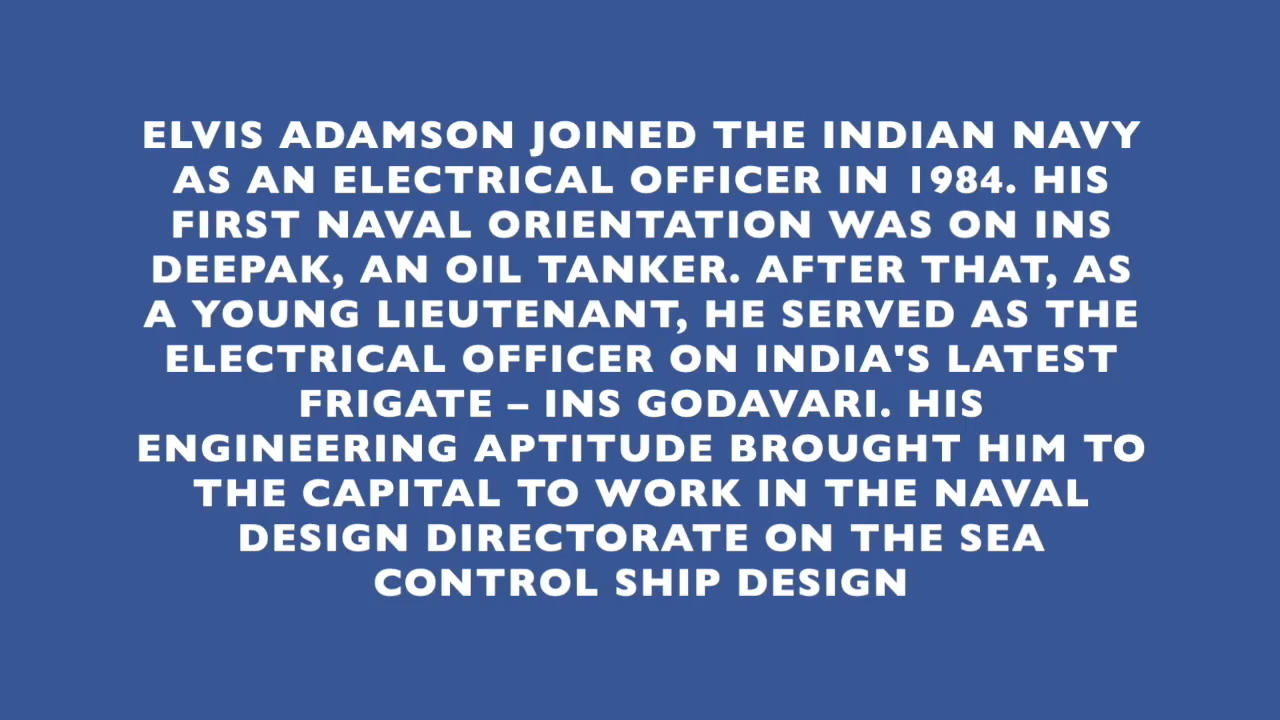 ELVIS ADAMSON JOINED THE INDIAN NAVY
AS AN ELECTRICAL OFFICER IN 1984. HIS
FIRST NAVAL ORIENTATION WAS ON INS
DEEPAK, AN OIL TANKER. AFTER THAT, AS
A YOUNG LIEUTENANT, HE SERVED AS THE
ELECTRICAL OFFICER ON INDIA'S LATEST
FRIGATE – INS GODAVARI. HIS
ENGINEERING APTITUDE BROUGHT HIM TO
THE CAPITAL TO WORK IN THE NAVAL
DESIGN DIRECTORATE ON THE SEA
CONTROL SHIP DESIGN